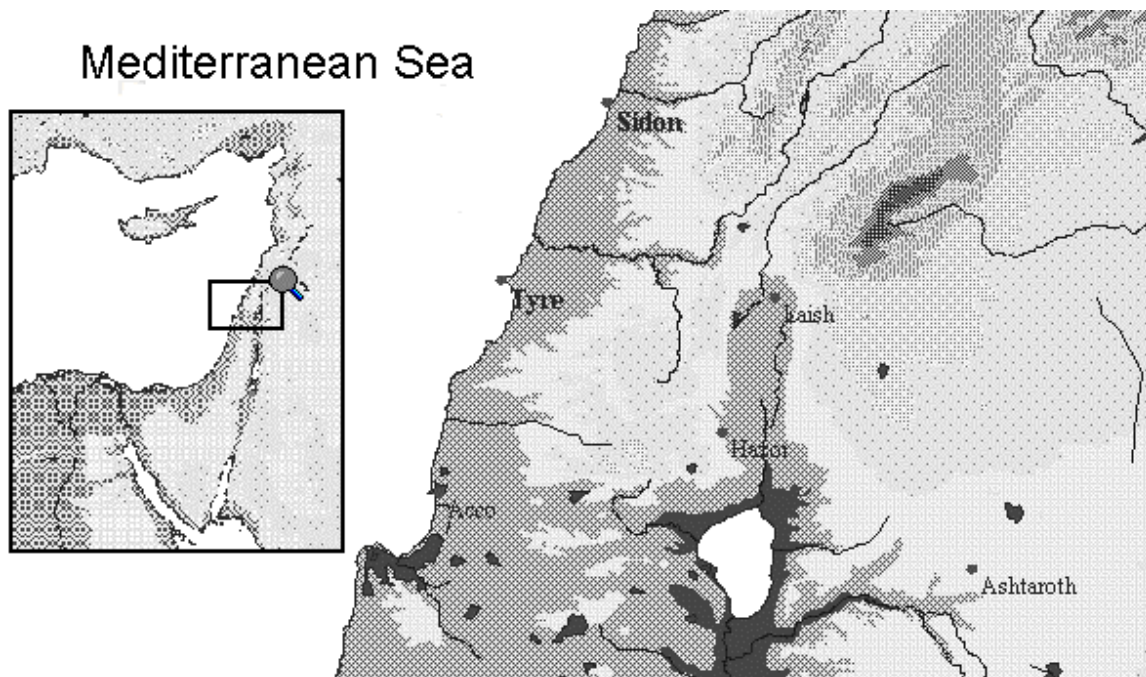 Mediterranean Sea
Sidon
Tyre
Laish
Hazor
Acco
Ashtaroth